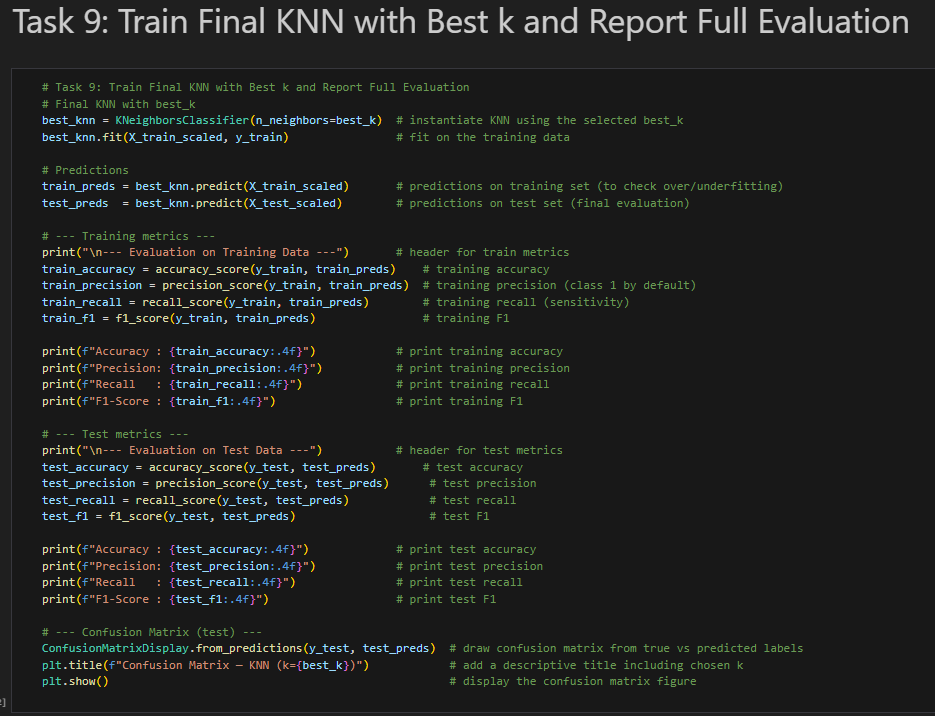 Task 9: Train Final KNN with Best k and Report Full Evaluation
# Task 9: Train Final KNN with Best k and Report Full Evaluation
# Final KNN with best_k
best_knn = KNeighborsClassifier(n_neighbors=best_k)  # instantiate KNN using the selected best_k
best_knn.fit(X_train_scaled, y_train)                # fit on the training data
# Predictions
train_preds = best_knn.predict(X_train_scaled)       # predictions on training set (to check over/underfitting)
test_preds  = best_knn.predict(X_test_scaled)        # predictions on test set (final evaluation)
# --- Training metrics ---
print("\n--- Evaluation on Training Data ---")       # header for train metrics
train_accuracy = accuracy_score(y_train, train_preds)    # training accuracy
train_precision = precision_score(y_train, train_preds)  # training precision (class 1 by default)
train_recall = recall_score(y_train, train_preds)        # training recall (sensitivity)
train_f1 = f1_score(y_train, train_preds)                # training F1
print(f"Accuracy : {train_accuracy:.4f}")            # print training accuracy
print(f"Precision: {train_precision:.4f}")           # print training precision
print(f"Recall   : {train_recall:.4f}")              # print training recall
print(f"F1-Score : {train_f1:.4f}")                  # print training F1
# --- Test metrics ---
print("\n--- Evaluation on Test Data ---")           # header for test metrics
test_accuracy = accuracy_score(y_test, test_preds)       # test accuracy
test_precision = precision_score(y_test, test_preds)      # test precision
test_recall = recall_score(y_test, test_preds)            # test recall
test_f1 = f1_score(y_test, test_preds)                    # test F1
print(f"Accuracy : {test_accuracy:.4f}")             # print test accuracy
print(f"Precision: {test_precision:.4f}")            # print test precision
print(f"Recall   : {test_recall:.4f}")               # print test recall
print(f"F1-Score : {test_f1:.4f}")                   # print test F1
# --- Confusion Matrix (test) ---
ConfusionMatrixDisplay.from_predictions(y_test, test_preds)  # draw confusion matrix from true vs predicted labels
plt.title(f"Confusion Matrix — KNN (k={best_k})")            # add a descriptive title including chosen k
plt.show()                                                   # display the confusion matrix figure